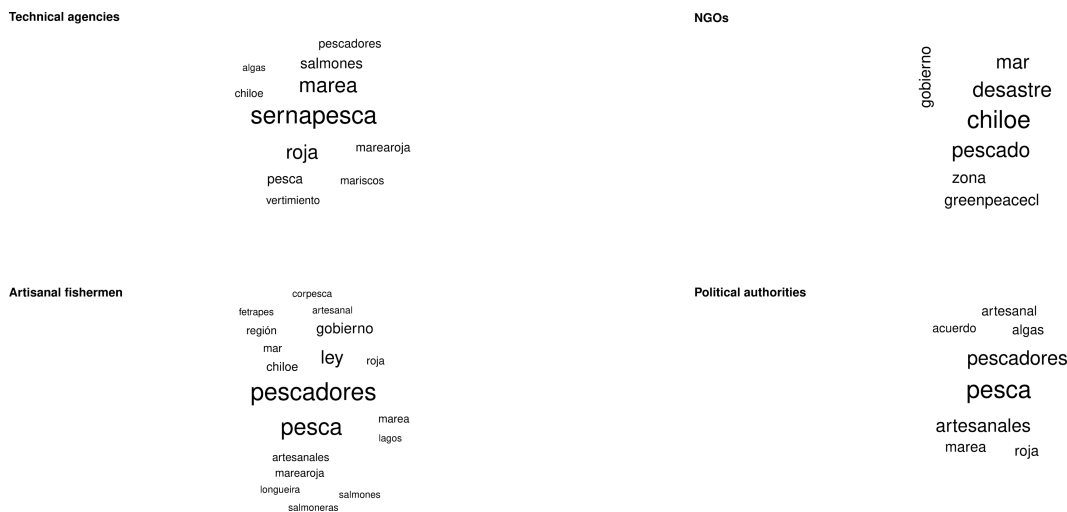 Technical agencies
pescadores
salmones
algas
marea
chiloe
sernapesca
roja
marearoja
pesca
mariscos
vertimiento
NGOs
gobierno
mar
desastre
chiloe
pescado
zona
greenpeacecl
Artisanal fishermen
corpesca
fetrapes
artesanal
región
gobierno
mar
ley
roja
chiloe
pescadores
marea
pesca
lagos
artesanales
marearoja
longueira
salmones
salmoneras
Political authorities
artesanal
acuerdo
algas
pescadores
pesca
artesanales
marea
roja